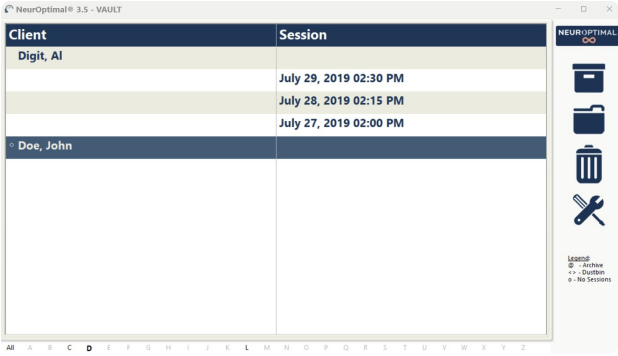 NeurOptimal® 3.5 - VAULT
NEUROPTIMAL
Client Session
Digit, Al
July 29, 2019 02:30 PM
July 28, 2019 02:15 PM
July 27, 2019 02:00 PM
o Doe, John
Legend:
@ - Archive
<> - Dustbin
o - No Sessions
All A B C D E F G H I J K L M N O P Q R S T U V W X Y Z